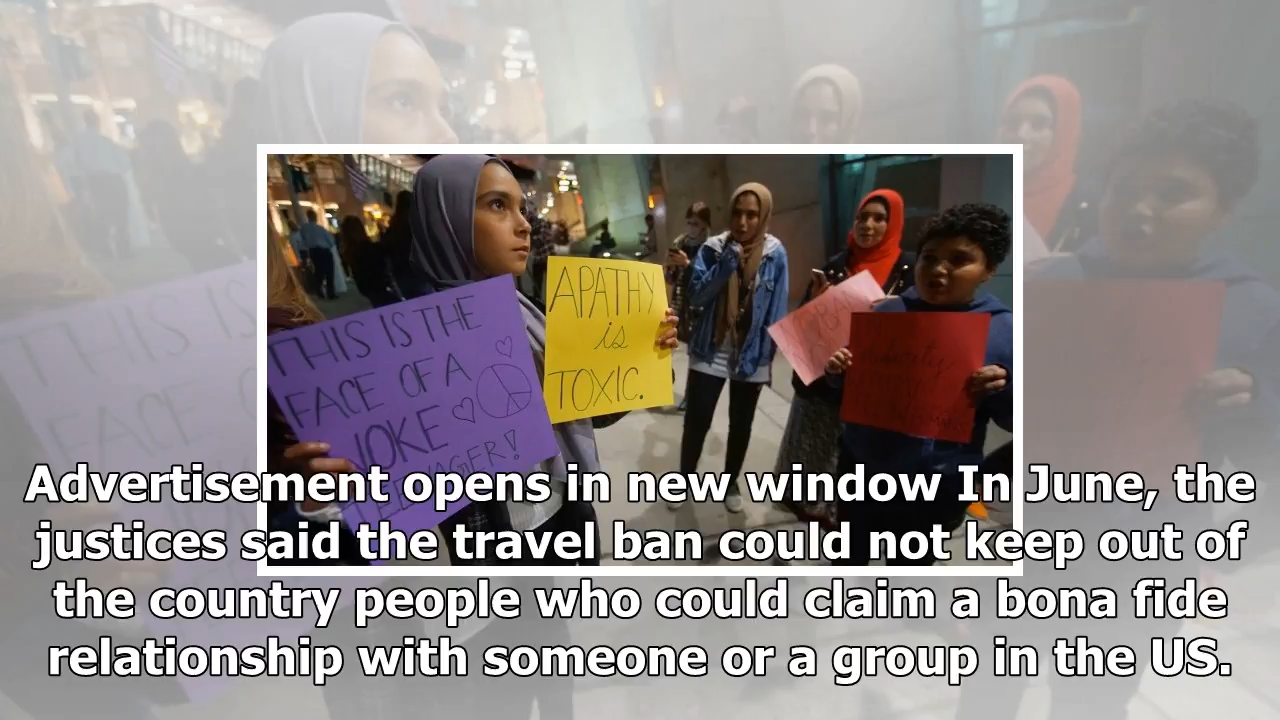 THIS IS THE
FACE OF A
WOKE
TEENAGER!
APATHY
is
TOXIC.
Advertisement opens in new window In June, the
justices said the travel ban could not keep out of
the country people who could claim a bona fide
relationship with someone or a group in the US.